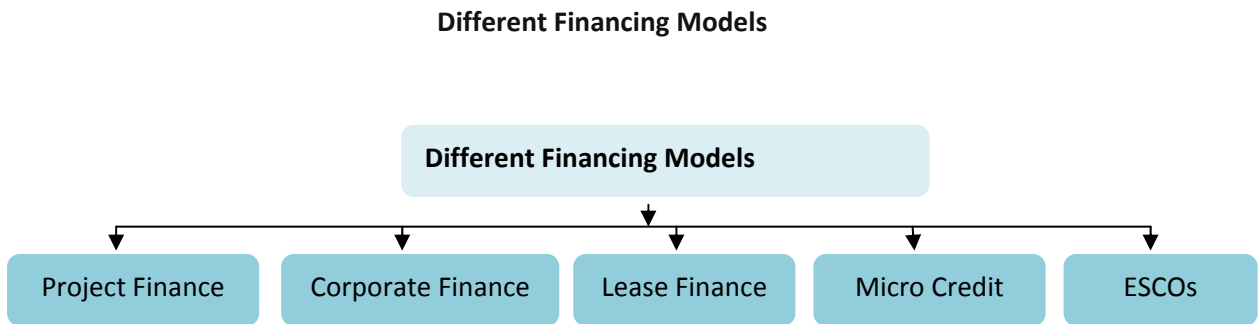 Different Financing Models
Different Financing Models
Project Finance
Corporate Finance
Lease Finance
Micro Credit
ESCOs